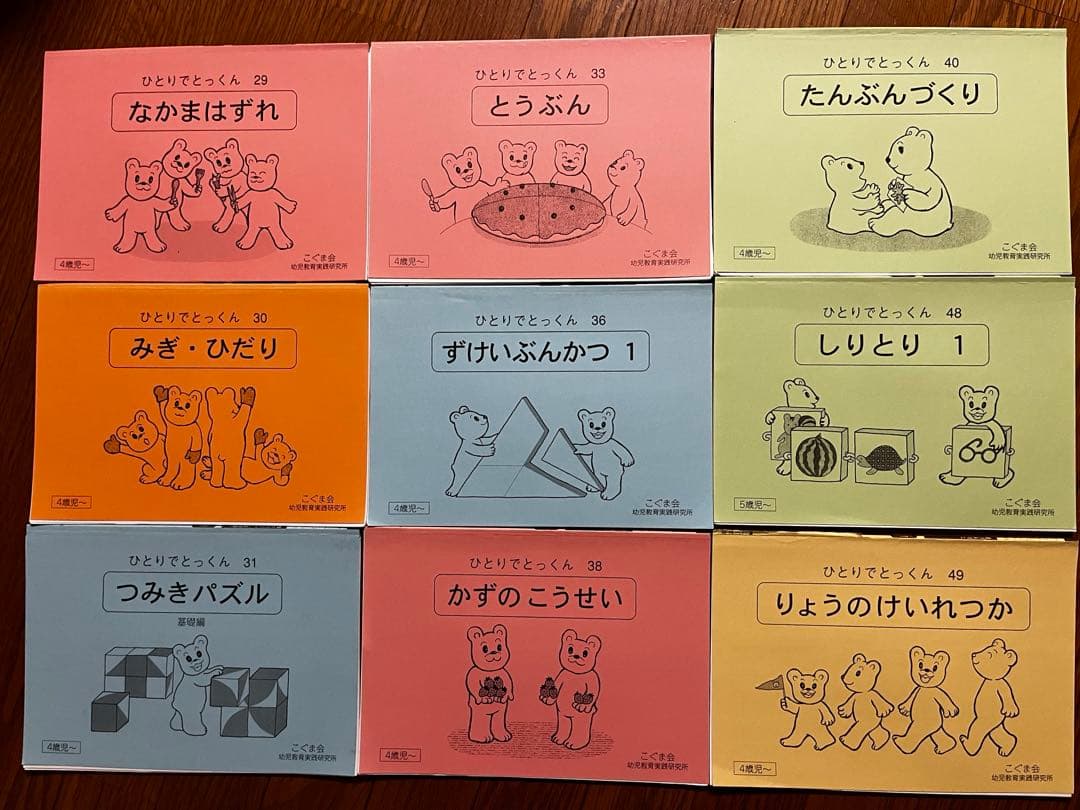 ひとりでとっくん 29
なかまはずれ
4歳児～
こぐま会
幼児教育実践研究所
ひとりでとっくん 33
とうぶん
4歳児～
こぐま会
幼児教育実践研究所
ひとりでとっくん 40
たんぶんづくり
4歳児～
こぐま会
幼児教育実践研究所
ひとりでとっくん 30
みぎ・ひだり
4歳児～
こぐま会
幼児教育実践研究所
ひとりでとっくん 36
ずけいぶんかつ 1
4歳児～
こぐま会
幼児教育実践研究所
ひとりでとっくん 48
しりとり 1
5歳児～
こぐま会
幼児教育実践研究所
ひとりでとっくん 31
つみきパズル
基礎編
4歳児～
こぐま会
幼児教育実践研究所
ひとりでとっくん 38
かずのこうせい
4歳児～
こぐま会
幼児教育実践研究所
ひとりでとっくん 49
りょうのけいれつか
4歳児～
こぐま会
幼児教育実践研究所